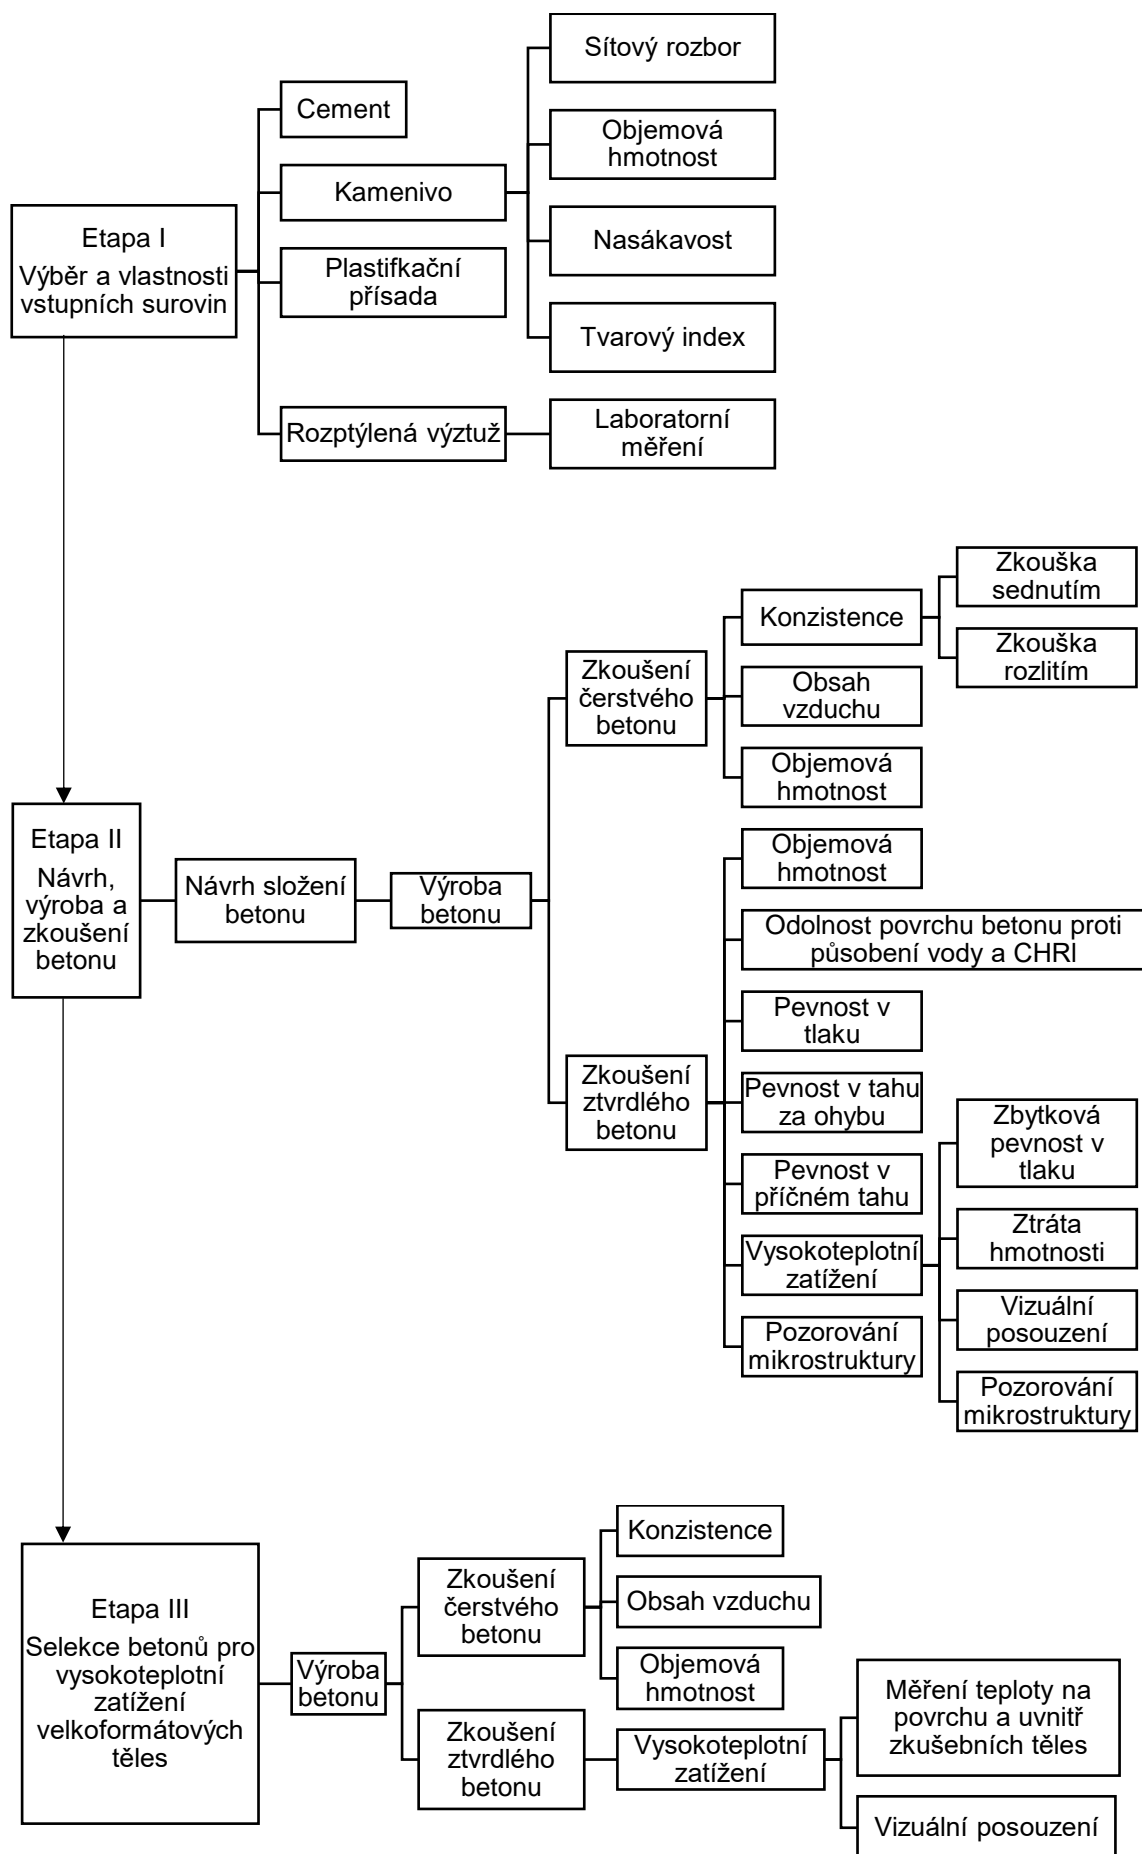 Sítový rozbor
Cement
Objemová
hmotnost
Kamenivo
Etapa I
Výběr a vlastnosti
vstupních surovin
Nasákavost
Plastifkační
přísada
Tvarový index
Rozptýlená výztuž
Laboratorní
měření
Zkouška
sednutím
Konzistence
Zkouška
rozlitím
Zkoušení
čerstvého
betonu
Obsah
vzduchu
Objemová
hmotnost
Etapa II
Návrh,
výroba a
zkoušení
betonu
Návrh složení
betonu
Výroba
betonu
Objemová
hmotnost
Odolnost povrchu betonu proti
působení vody a CHRl
Pevnost v
tlaku
Zkoušení
ztvrdlého
betonu
Pevnost v tahu
za ohybu
Zbytková
pevnost v
tlaku
Pevnost v
příčném tahu
Ztráta
hmotnosti
Vysokoteplotní
zatížení
Vizuální
posouzení
Pozorování
mikrostruktury
Pozorování
mikrostruktury
Konzistence
Zkoušení
čerstvého
betonu
Obsah vzduchu
Etapa III
Selekce betonů pro
vysokoteplotní
zatížení
velkoformátových
těles
Výroba
betonu
Objemová
hmotnost
Zkoušení
ztvrdlého
betonu
Vysokoteplotní
zatížení
Měření teploty na
povrchu a uvnitř
zkušebních těles
Vizuální posouzení